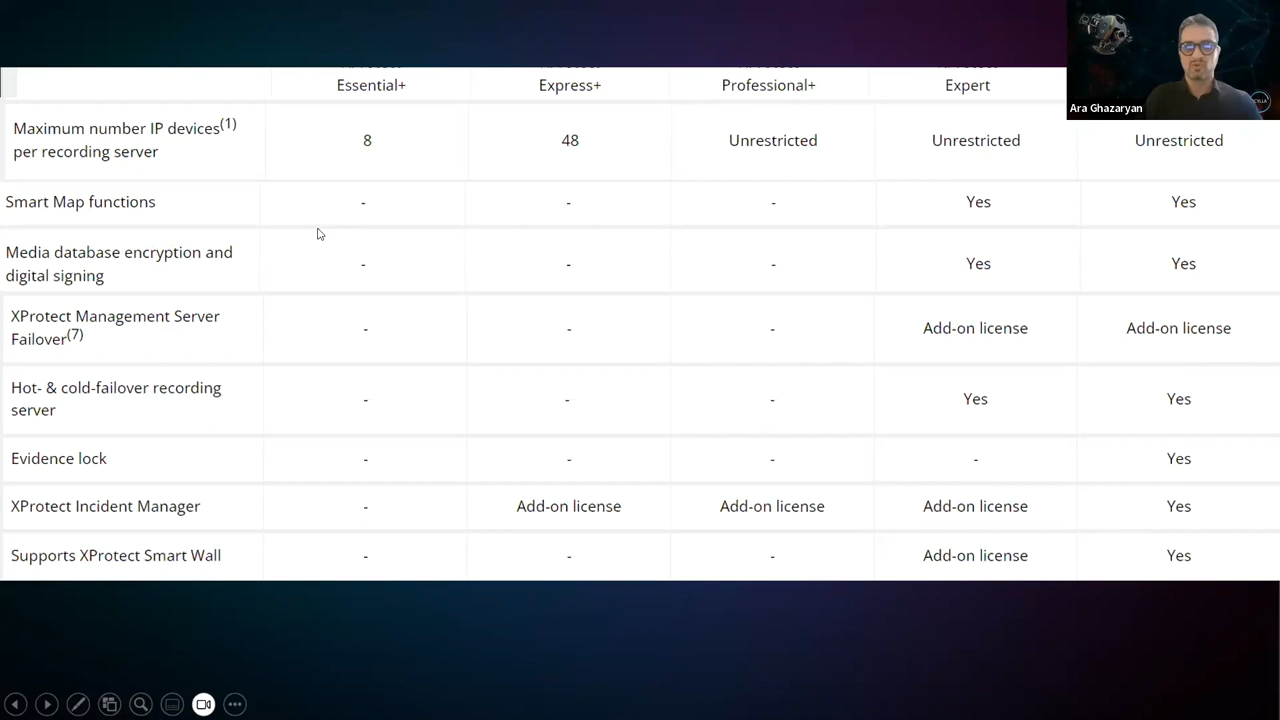 Essential+ Express+ Professional+ Expert
Maximum number IP devices(1)
per recording server
8 48 Unrestricted Unrestricted Unrestricted
Smart Map functions - - - Yes Yes
Media database encryption and
digital signing
- - - Yes Yes
XProtect Management Server
Failover(7)
- - - Add-on license Add-on license
Hot- & cold-failover recording
server
- - - Yes Yes
Evidence lock - - - - Yes
XProtect Incident Manager - Add-on license Add-on license Add-on license Yes
Supports XProtect Smart Wall - - - Add-on license Yes
Ara Ghazaryan